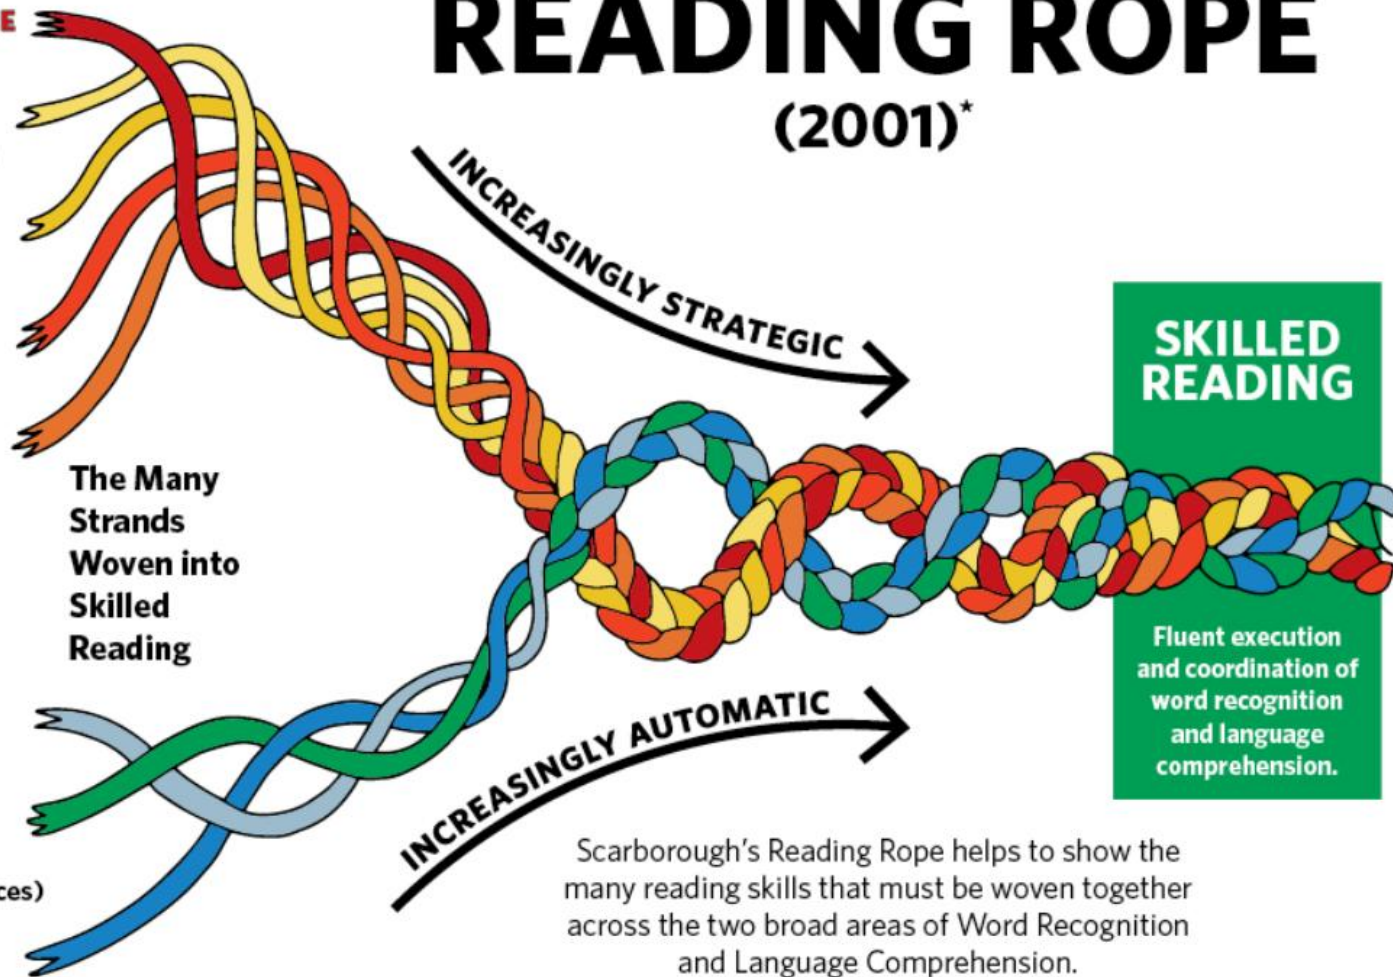 E
READING ROPE
(2001)*
INCREASINGLY STRATEGIC
SKILLED
READING
The Many
Strands
Woven into
Skilled
Reading
Fluent execution
and coordination of
word recognition
and language
comprehension.
INCREASINGLY AUTOMATIC
ces)
Scarborough's Reading Rope helps to show the
many reading skills that must be woven together
across the two broad areas of Word Recognition
and Language Comprehension.